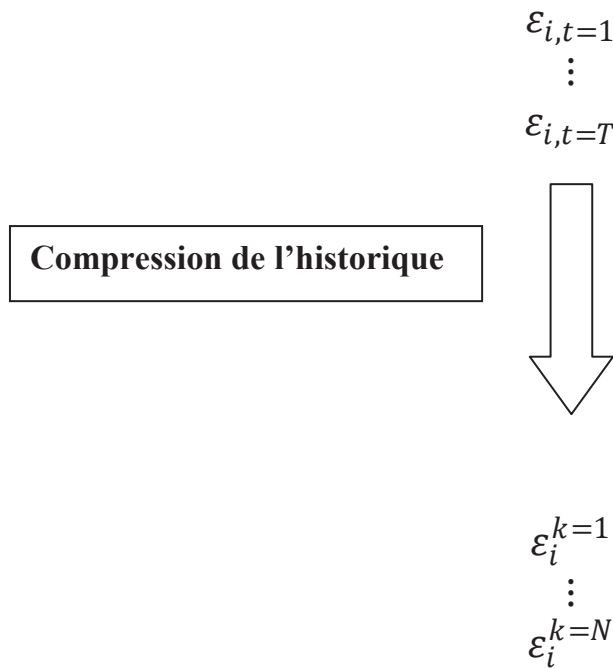 ε_{i,t=1}
⋮
ε_{i,t=T}
Compression de l’historique
ε_i^{k=1}
⋮
ε_i^{k=N}